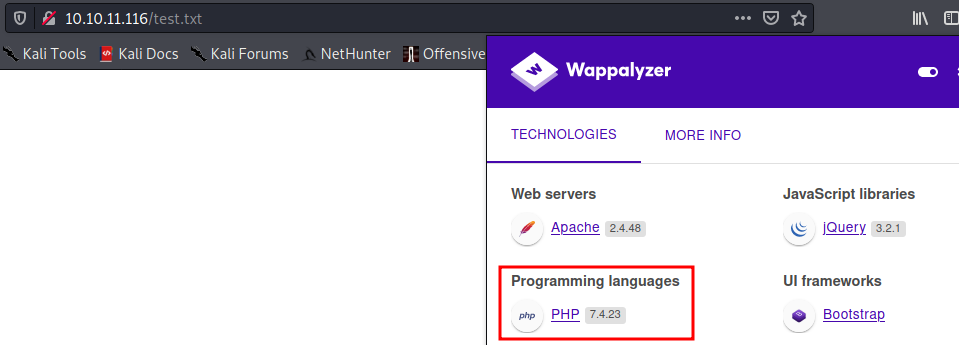 10.10.11.116/test.txt
Kali Tools Kali Docs Kali Forums NetHunter Offensive
Wappalyzer
TECHNOLOGIES MORE INFO
Web servers JavaScript libraries
Apache 2.4.48 jQuery 3.2.1
Programming languages UI frameworks
php PHP 7.4.23 Bootstrap